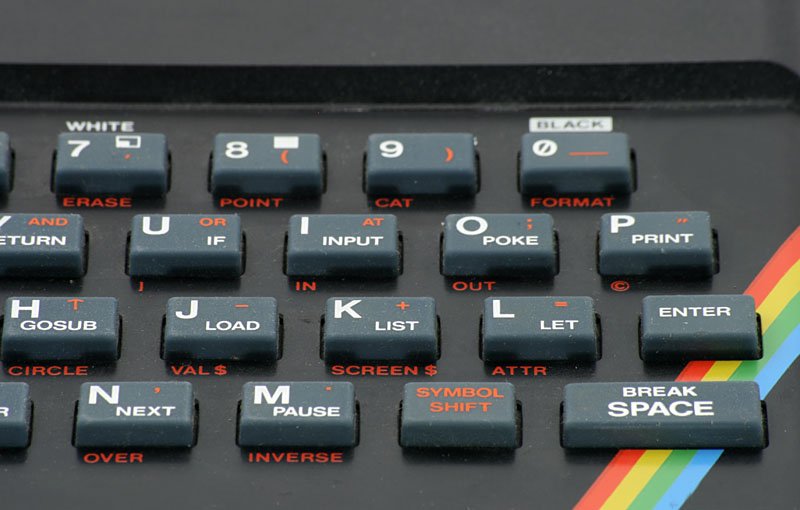 WHITE BLACK
7 ' 8 ( 9 ) 0 _
ERASE POINT CAT FORMAT
Y AND U OR I AT O ; P "
ETURN IF INPUT POKE PRINT
] IN OUT ©
H ↑ J − K + L =
GOSUB LOAD LIST LET ENTER
CIRCLE VAL $ SCREEN $ ATTR
N , M . SYMBOL BREAK
R NEXT PAUSE SHIFT SPACE
OVER INVERSE